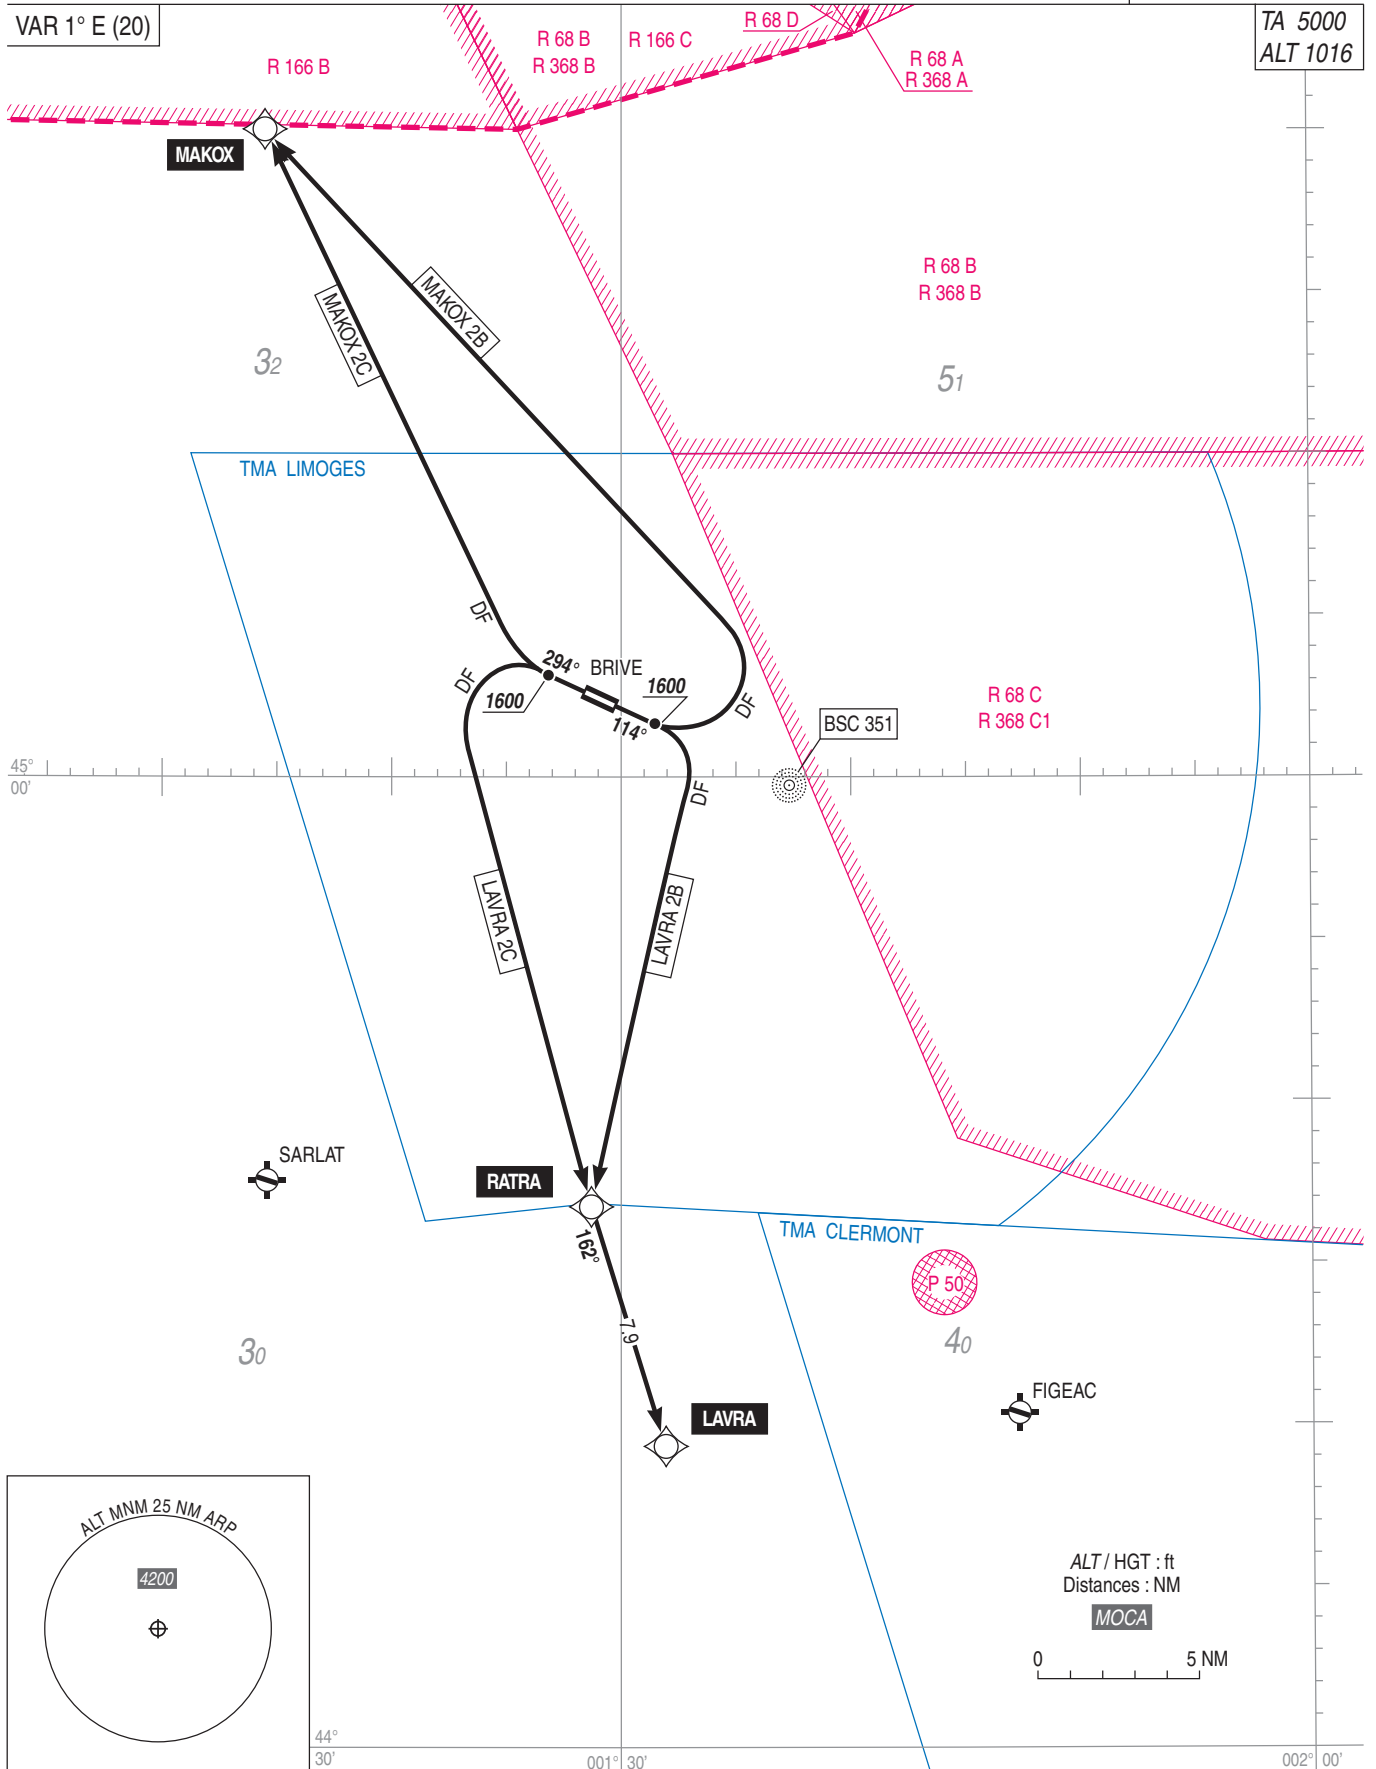 VAR 1° E (20)
TA 5000
ALT 1016
R 166 B
R 68 B
R 368 B
R 166 C
R 68 D
R 68 A
R 368 A
MAKOX
R 68 B
R 368 B
MAKOX 2C
MAKOX 2B
32
51
TMA LIMOGES
DF
DF
294°
BRIVE
1600
1600
114°
DF
R 68 C
R 368 C1
BSC 351
45°
00'
DF
LAVRA 2C
LAVRA 2B
SARLAT
RATRA
162°
TMA CLERMONT
P 50
7.9
30
40
FIGEAC
LAVRA
ALT MNM 25 NM ARP
4200
ALT / HGT : ft
Distances : NM
MOCA
0 5 NM
44°
30'
001° 30'
002° 00'